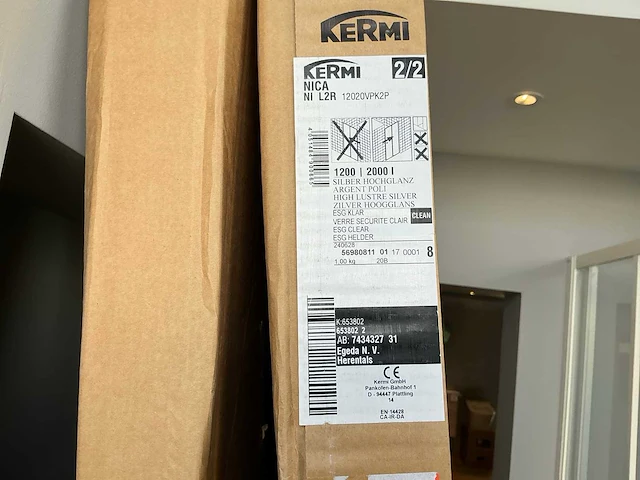 KERMI
KERMI 2/2
NICA
NI L2R 12020VPK2P
1200 | 2000 I
SILBER HOCHGLANZ
ARGENT POLI
HIGH LUSTRE SILVER
ZILVER HOOGGLANS
ESG KLAR
VERRE SECURITE CLAIR
CLEAN
ESG CLEAR
ESG HELDER
240628
56980811 01 17 0001 8
1.00 kg 20B
K:653802
653802 2
AB: 7434327 31
Egeda N. V.
Herentals
CE
Kermi GmbH
Pankofen-Bahnhof 1
D - 94447 Plattling
14
EN 14428
CA-IR-DA